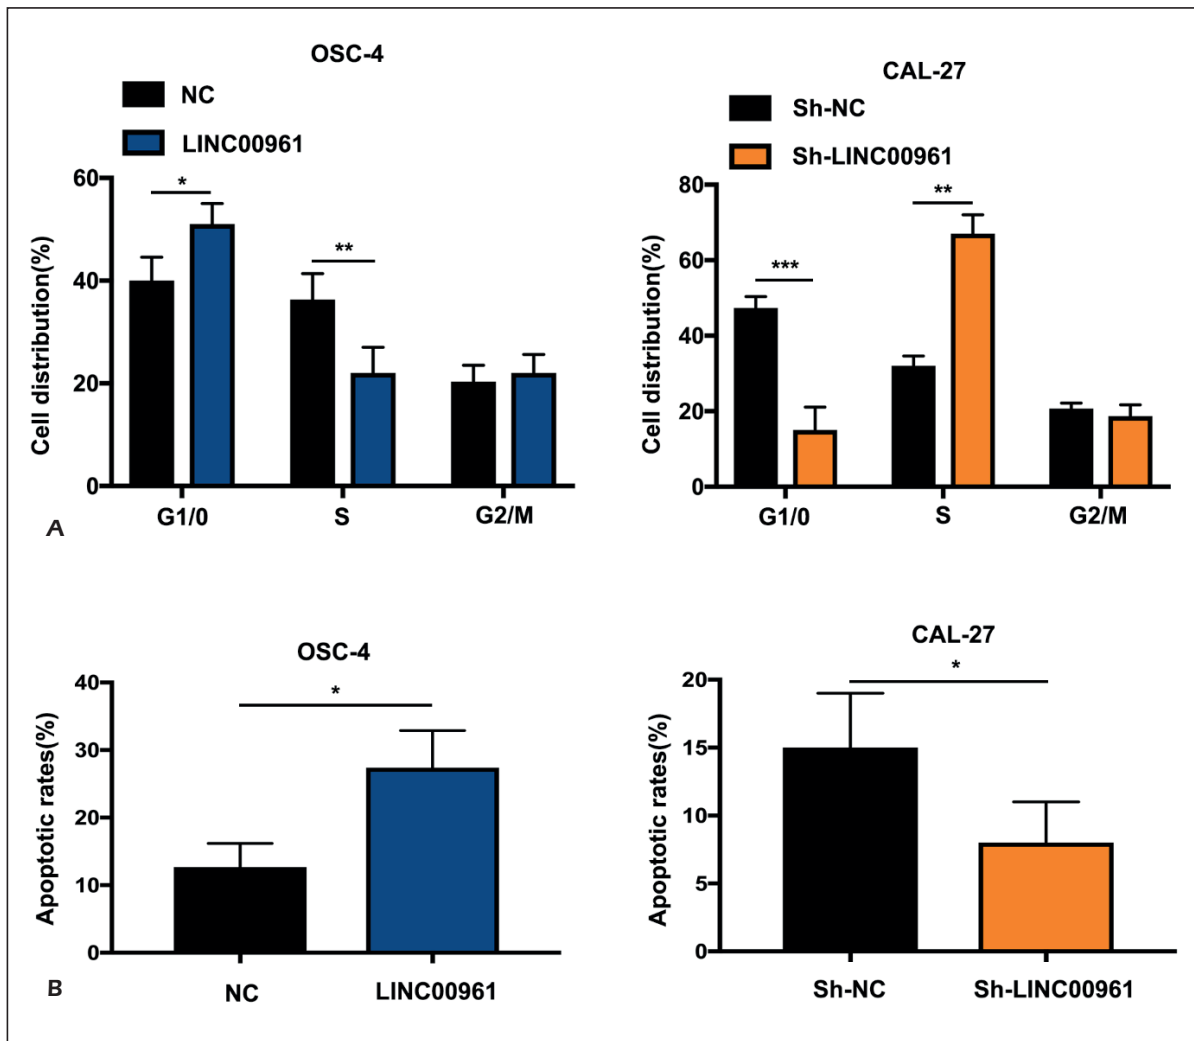 OSC-4
NC
LINC00961
Cell distribution(%)
60
40
20
0
*
**
G1/0 S G2/M
CAL-27
Sh-NC
Sh-LINC00961
Cell distribution(%)
80
60
40
20
0
***
**
G1/0 S G2/M
A
OSC-4
Apoptotic rates(%)
40
30
20
10
0
*
NC LINC00961
CAL-27
Apoptotic rates(%)
20
15
10
5
0
*
Sh-NC Sh-LINC00961
B